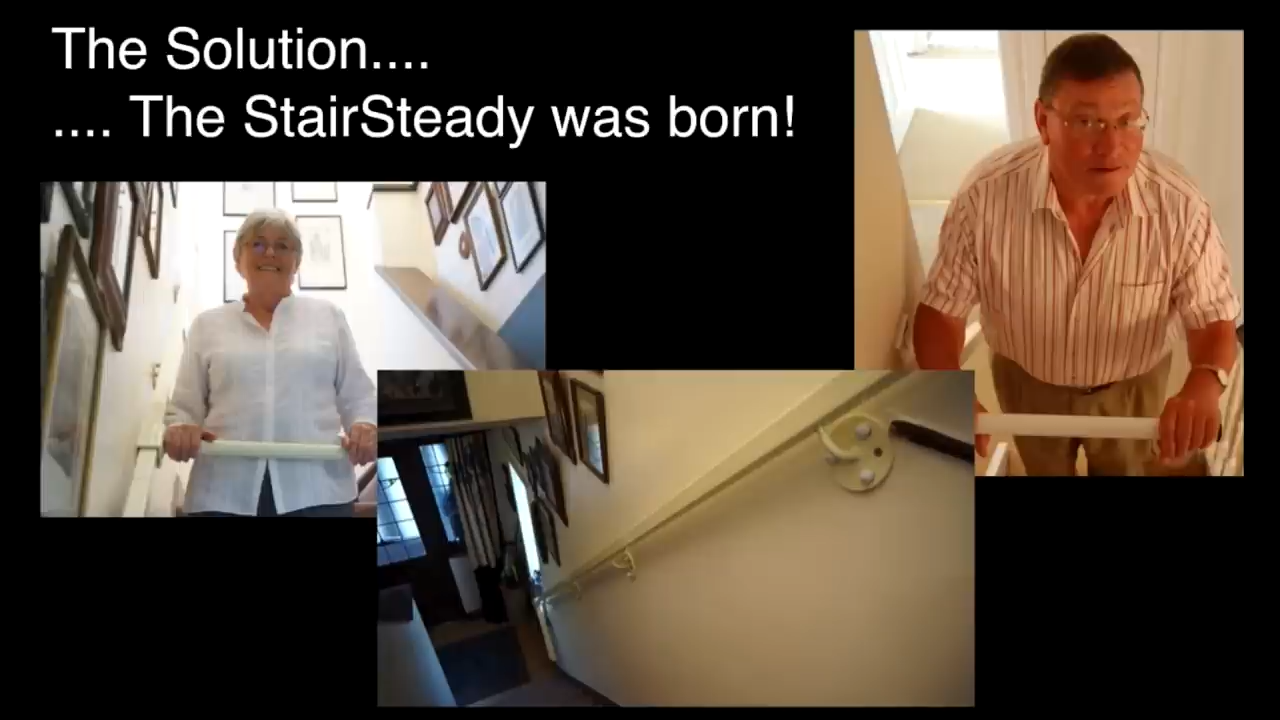 The Solution....
.... The StairSteady was born!